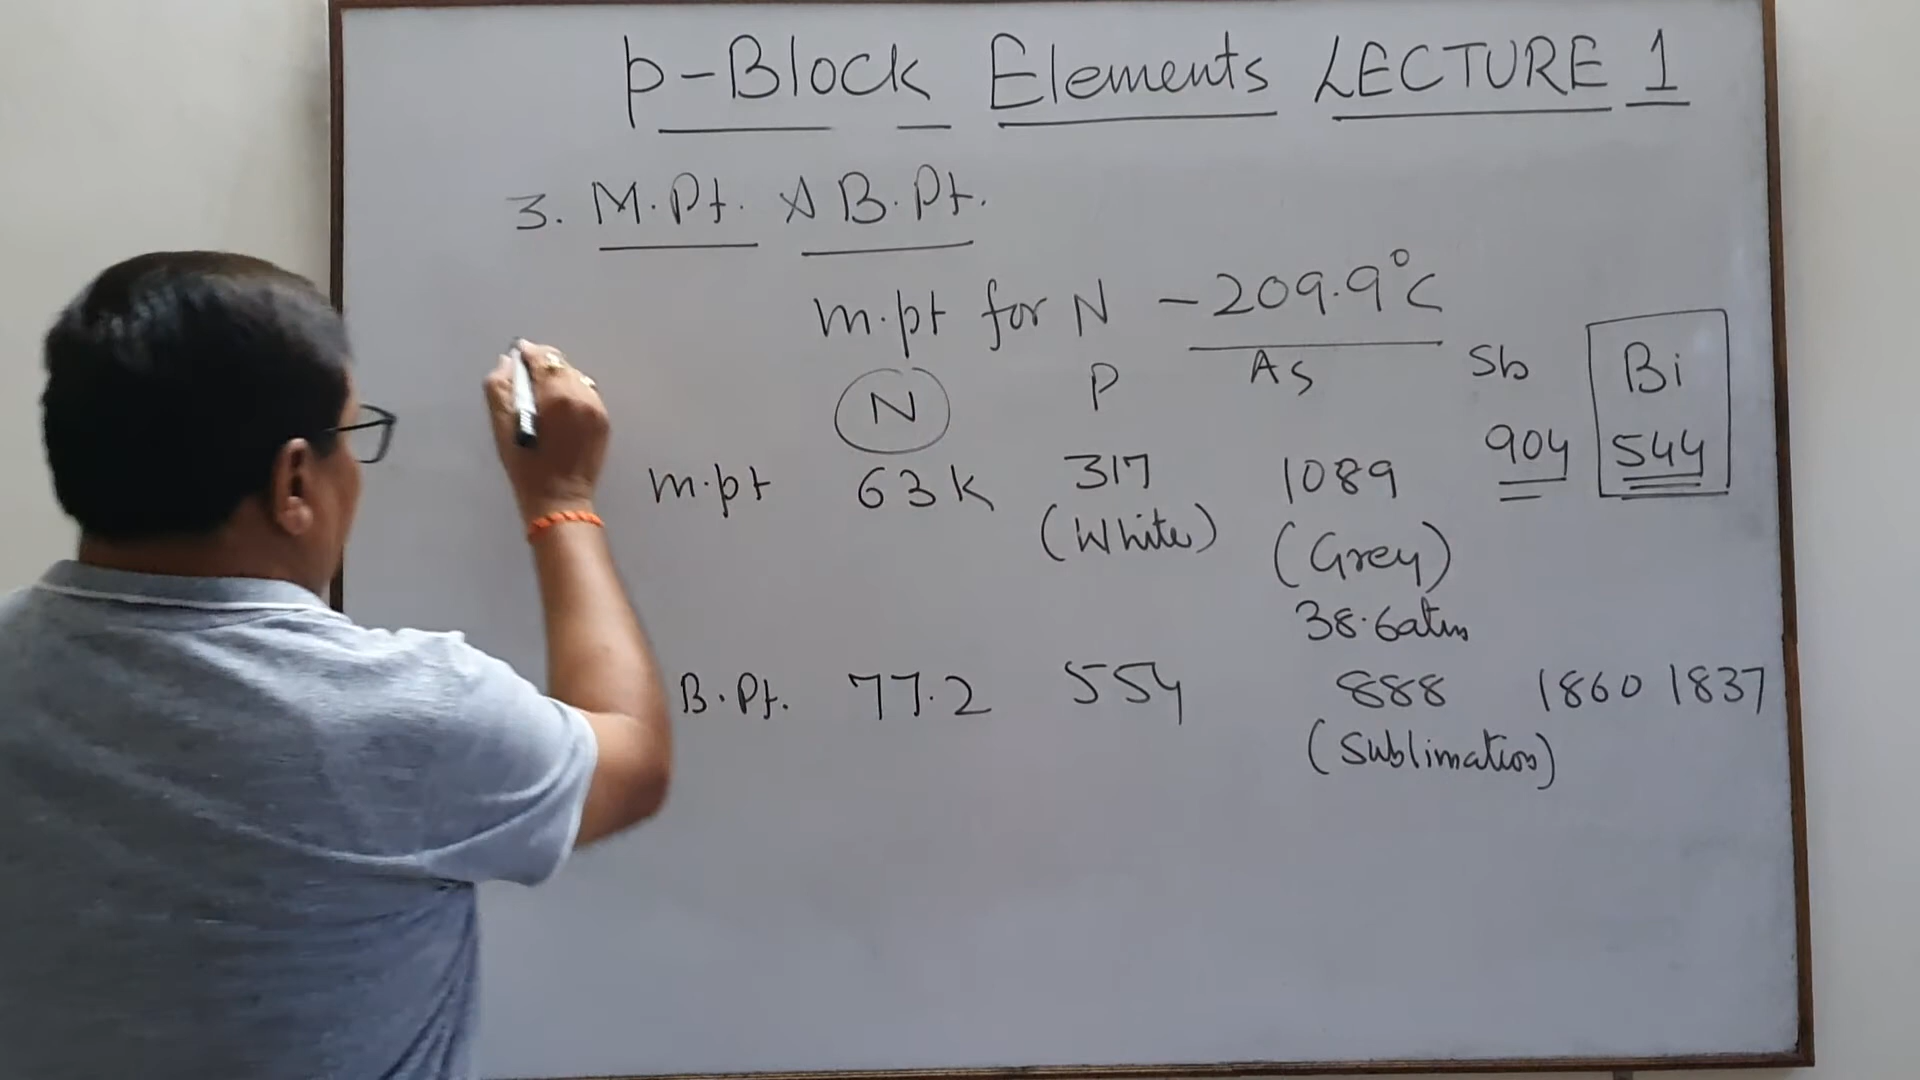 p-Block Elements LECTURE 1
3. M.Pt. & B.Pt.
m.pt for N -209.9°C
N P As Sb Bi
m.pt 63K 317 1089 904 544
(White) (Grey)
38.6atm
B.Pt. 77.2 554 888 1860 1837
(Sublimation)